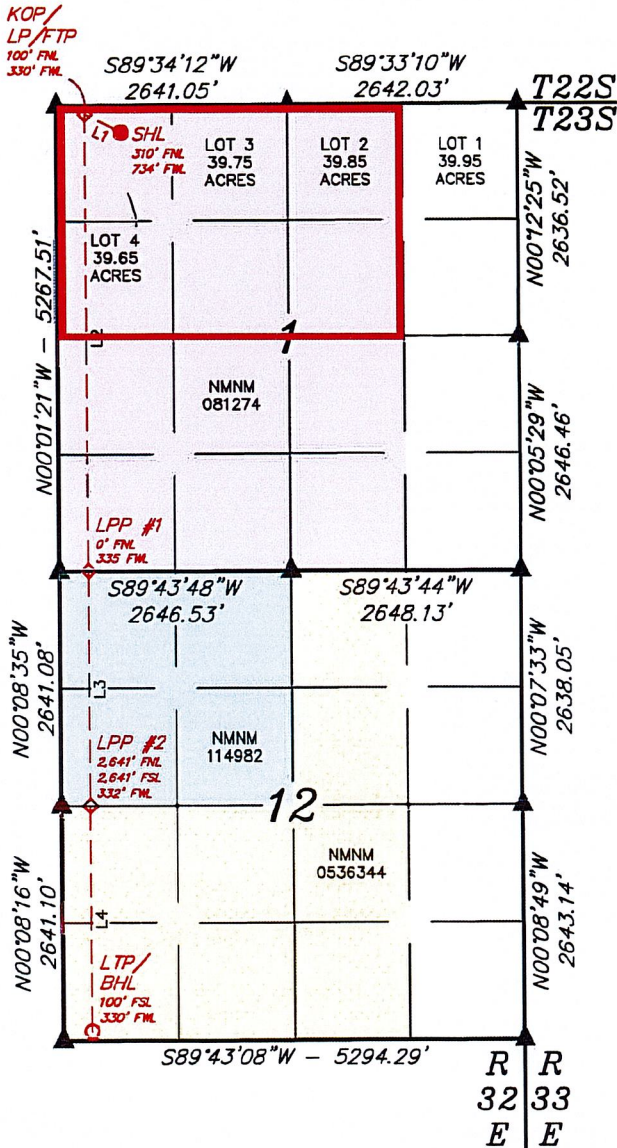 KOP/
LP/FTP
100' FNL
330' FWL
S89°34'12"W
2641.05'
S89°33'10"W
2642.03'
T22S
T23S
L1
SHL
310' FNL
734' FWL
LOT 3
39.75
ACRES
LOT 2
39.85
ACRES
LOT 1
39.95
ACRES
N00°12'25"W
2636.52'
LOT 4
39.65
ACRES
N00°01'21"W – 5267.51'
L2
1
NMNM
081274
N00°05'29"W
2646.46'
LPP #1
0' FNL
335 FWL
S89°43'48"W
2646.53'
S89°43'44"W
2648.13'
N00°08'35"W
2641.08'
L3
N00°07'33"W
2638.05'
NMNM
114982
LPP #2
2,641' FNL
2,641' FSL
332' FWL
12
NMNM
0536344
N00°08'16"W
2641.10'
L4
N00°08'49"W
2643.14'
LTP/
BHL
100' FSL
330' FWL
S89°43'08"W – 5294.29'
R R
32 33
E E